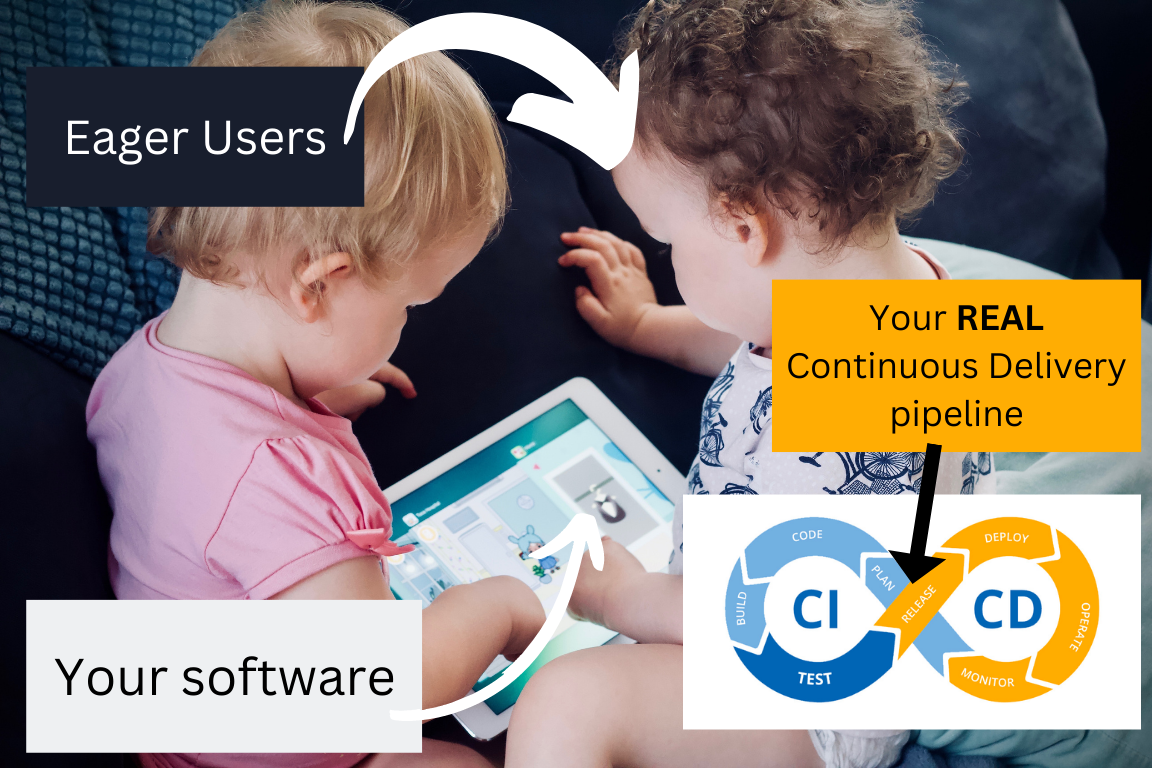 Eager Users
Your REAL
Continuous Delivery
pipeline
Your software
CODE
BUILD
PLAN
TEST
CI
RELEASE
DEPLOY
CD
OPERATE
MONITOR